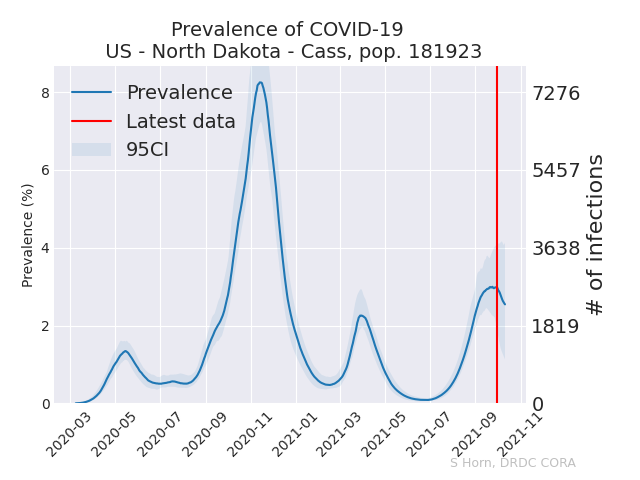 Prevalence of COVID-19
US - North Dakota - Cass, pop. 181923
Prevalence
Latest data
95CI
Prevalence (%)
8
6
4
2
0
7276
5457
3638
1819
0
# of infections
2020-03
2020-05
2020-07
2020-09
2020-11
2021-01
2021-03
2021-05
2021-07
2021-09
2021-11
S Horn, DRDC CORA